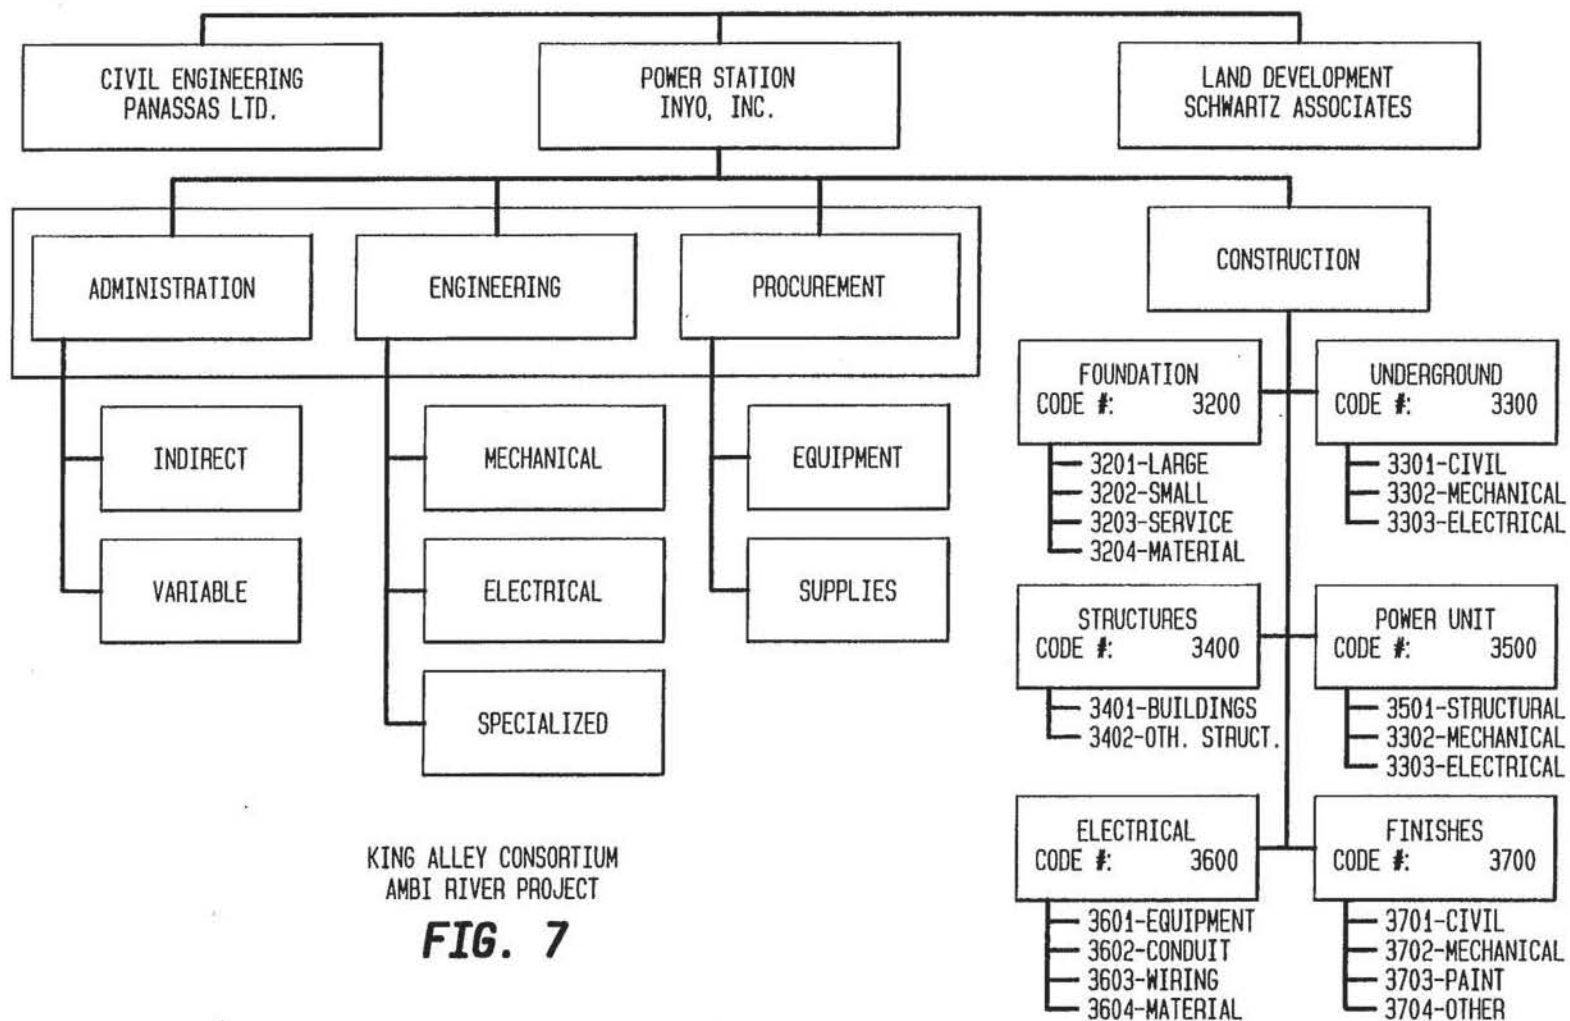 CIVIL ENGINEERING
PANASSAS LTD.
POWER STATION
INYO, INC.
LAND DEVELOPMENT
SCHWARTZ ASSOCIATES
ADMINISTRATION
ENGINEERING
PROCUREMENT
CONSTRUCTION
INDIRECT
VARIABLE
MECHANICAL
ELECTRICAL
SPECIALIZED
EQUIPMENT
SUPPLIES
FOUNDATION
CODE #: 3200
3201-LARGE
3202-SMALL
3203-SERVICE
3204-MATERIAL
UNDERGROUND
CODE #: 3300
3301-CIVIL
3302-MECHANICAL
3303-ELECTRICAL
STRUCTURES
CODE #: 3400
3401-BUILDINGS
3402-OTH. STRUCT.
POWER UNIT
CODE #: 3500
3501-STRUCTURAL
3302-MECHANICAL
3303-ELECTRICAL
ELECTRICAL
CODE #: 3600
3601-EQUIPMENT
3602-CONDUIT
3603-WIRING
3604-MATERIAL
FINISHES
CODE #: 3700
3701-CIVIL
3702-MECHANICAL
3703-PAINT
3704-OTHER
KING ALLEY CONSORTIUM
AMBI RIVER PROJECT
FIG. 7